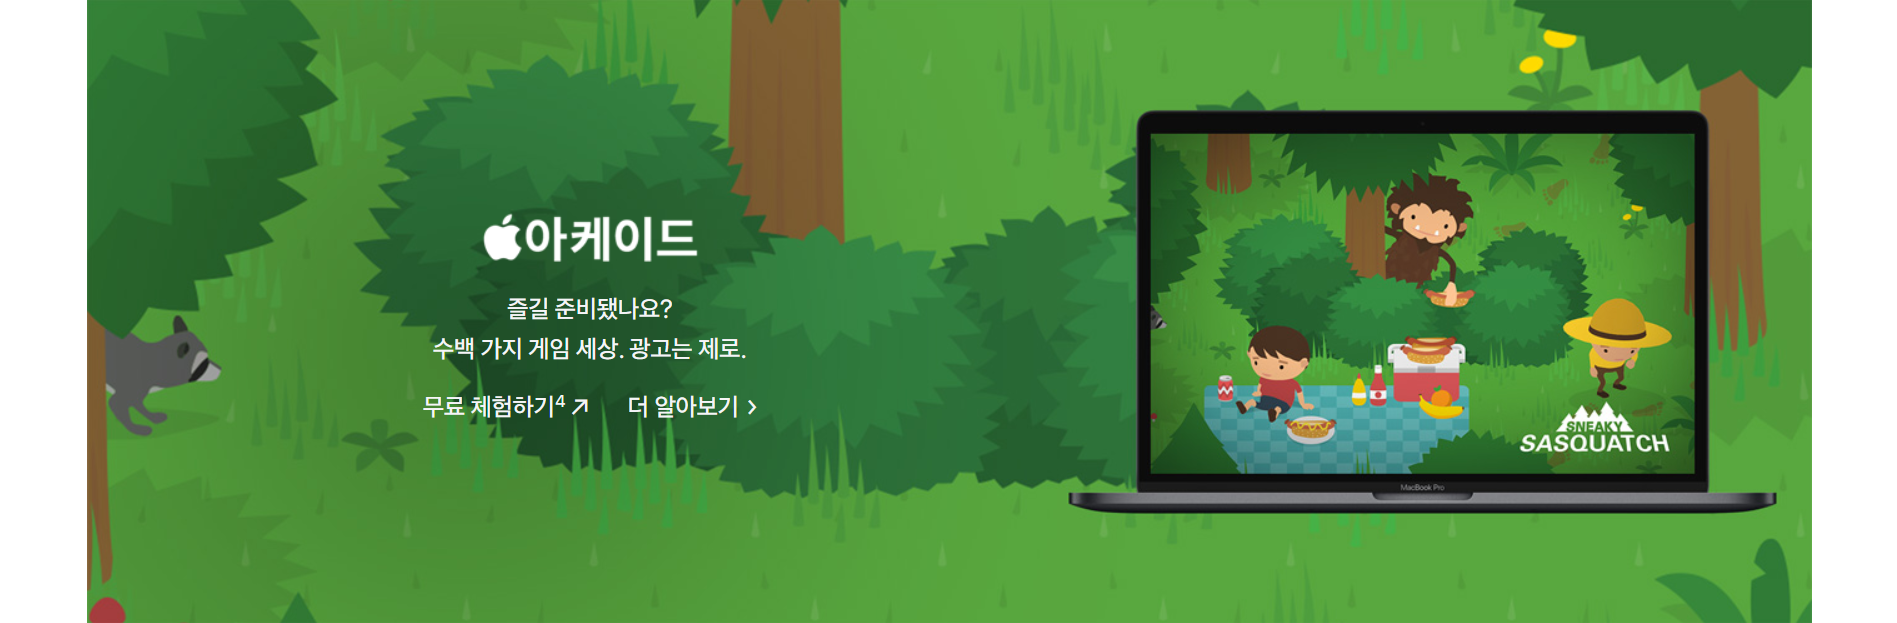 아케이드
즐길 준비됐나요?
수백 가지 게임 세상. 광고는 제로.
무료 체험하기4 더 알아보기
SNEAKY
SASQUATCH
MacBook Pro